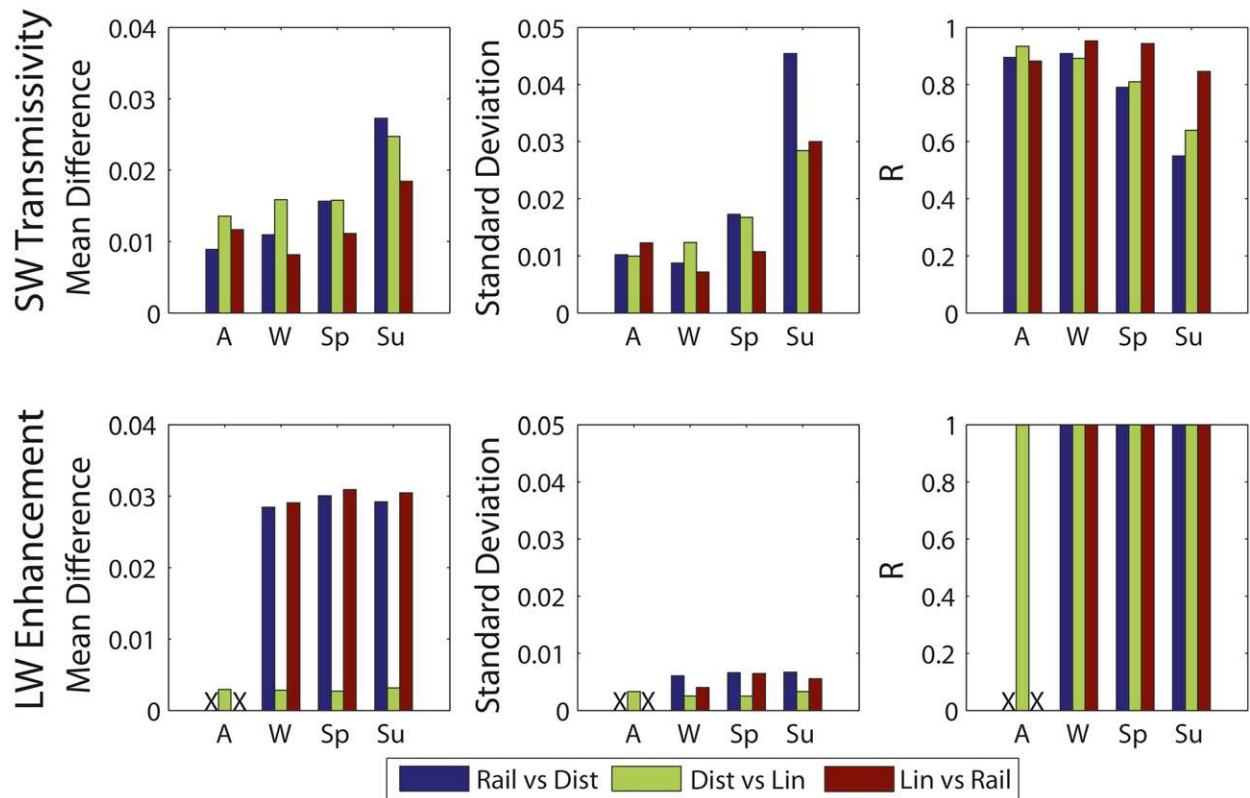 SW Transmissivity
Mean Difference
0.04
0.03
0.02
0.01
0
A W Sp Su
Standard Deviation
0.05
0.04
0.03
0.02
0.01
0
A W Sp Su
R
1
0.8
0.6
0.4
0.2
0
A W Sp Su
LW Enhancement
Mean Difference
0.04
0.03
0.02
0.01
0
X X
A W Sp Su
Standard Deviation
0.05
0.04
0.03
0.02
0.01
0
X X
A W Sp Su
R
1
0.8
0.6
0.4
0.2
0
X X
A W Sp Su
Rail vs Dist Dist vs Lin Lin vs Rail